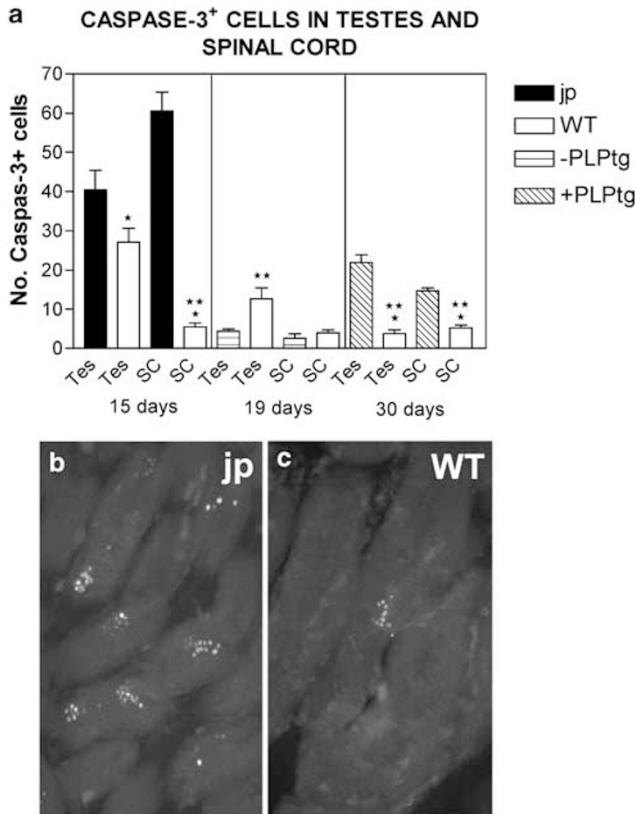 a
CASPASE-3+ CELLS IN TESTES AND
SPINAL CORD
No. Caspas-3+ cells
70
60
50
40
30
20
10
0
★
★★
★
★★
★★
★
★★
★
Tes
Tes
SC
SC
Tes
Tes
SC
SC
Tes
Tes
SC
SC
15 days
19 days
30 days
jp
WT
-PLPtg
+PLPtg
b
jp
c
WT